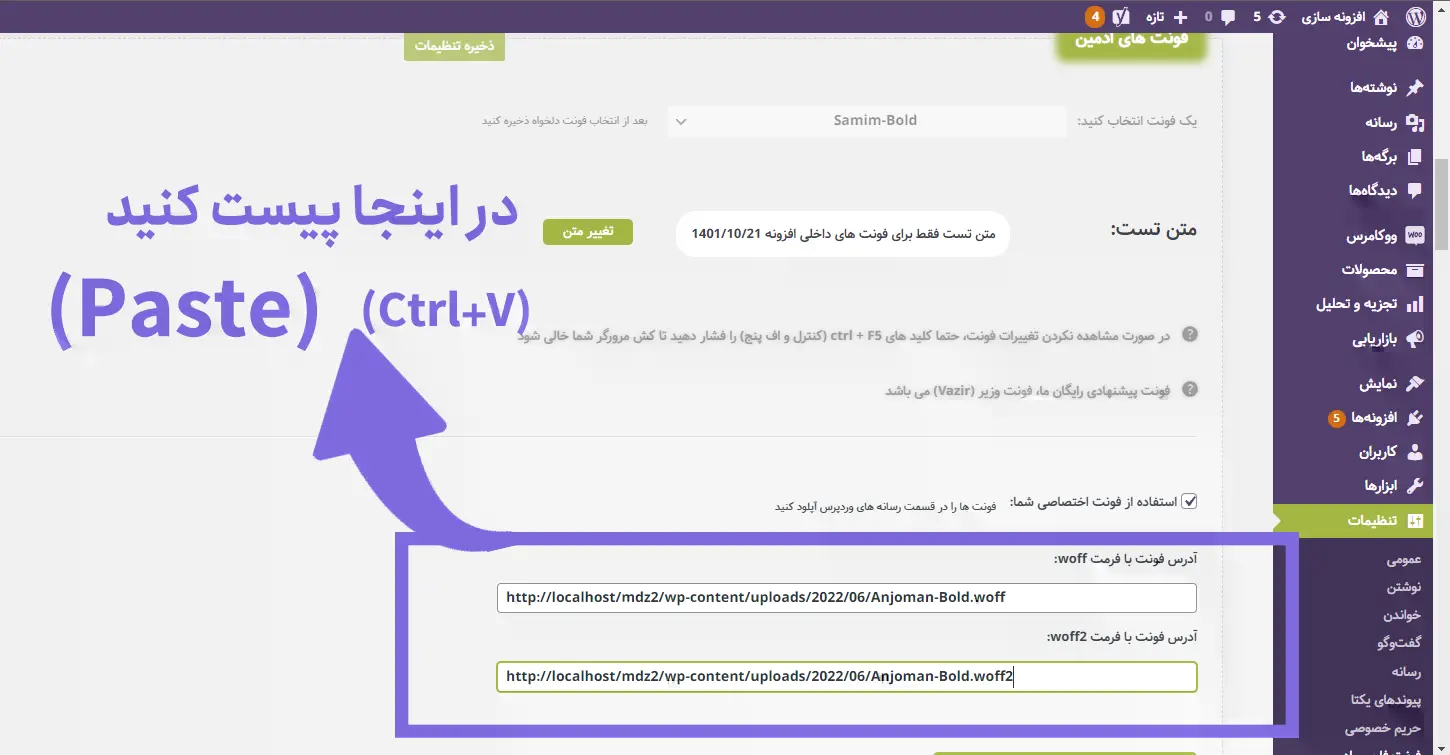 افزونه سازی 5 0 تازه 4
پیشخوان
نوشته‌ها
رسانه
برگه‌ها
دیدگاه‌ها
ووکامرس
محصولات
تجزیه و تحلیل
بازاریابی
نمایش
افزونه‌ها 5
کاربران
ابزارها
تنظیمات
عمومی
نوشتن
خواندن
گفت‌وگو
رسانه
پیوندهای یکتا
حریم خصوصی
فونت های ادمین
ذخیره تنظیمات
یک فونت انتخاب کنید: Samim-Bold بعد از انتخاب فونت دلخواه ذخیره کنید
متن تست: متن تست فقط برای فونت های داخلی افزونه 1401/10/21 تغییر متن
در اینجا پیست کنید
(Paste) (Ctrl+V)
در صورت مشاهده نکردن تغییرات فونت، حتما کلید های ctrl + F5 (کنترل و اف پنج) را فشار دهید تا کش مرورگر شما خالی شود
فونت پیشنهادی رایگان ما، فونت وزیر (Vazir) می باشد
استفاده از فونت اختصاصی شما: فونت ها را در قسمت رسانه های وردپرس آپلود کنید
آدرس فونت با فرمت woff:
http://localhost/mdz2/wp-content/uploads/2022/06/Anjoman-Bold.woff
آدرس فونت با فرمت woff2:
http://localhost/mdz2/wp-content/uploads/2022/06/Anjoman-Bold.woff2